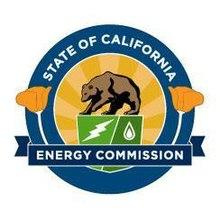 STATE OF CALIFORNIA
ENERGY COMMISSION